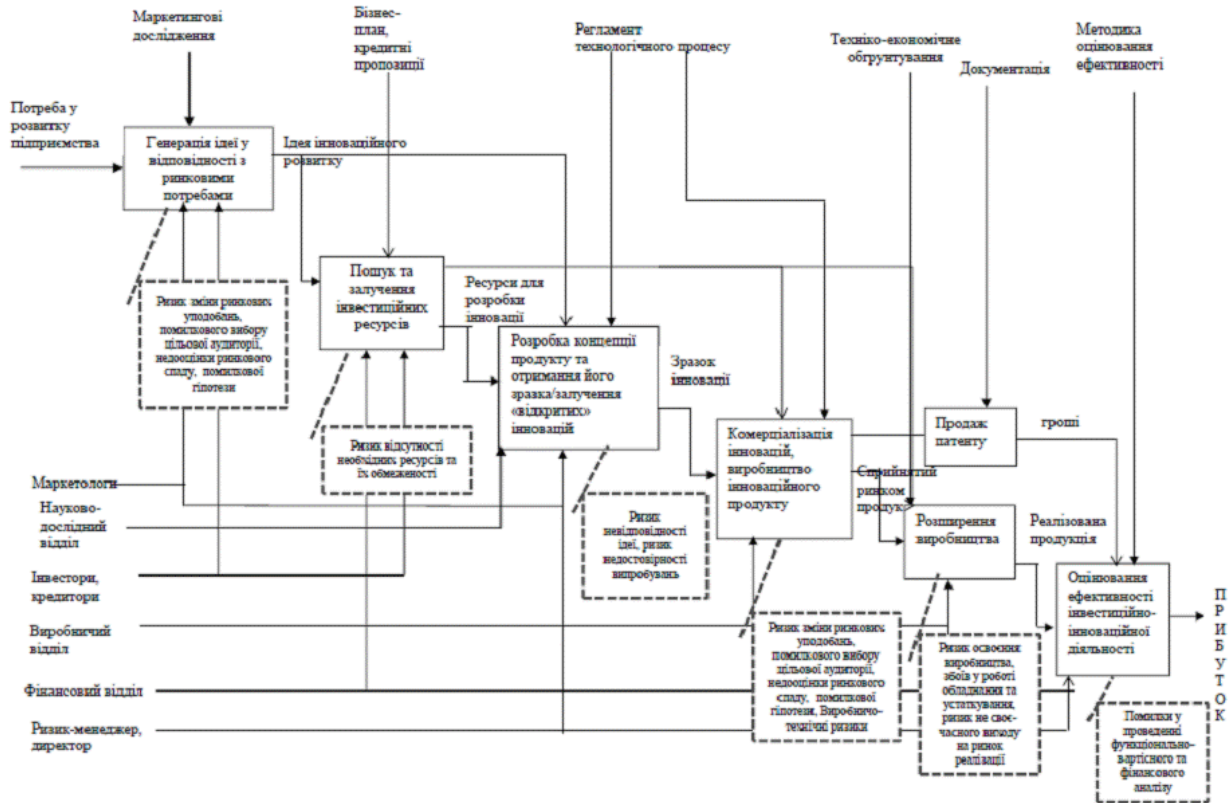 Маркетингові
дослідження
Бізнес-
план,
кредитні
пропозиції
Регламент
технологічного процесу
Техніко-економічне
обгрунтування
Документація
Методика
оцінювання
ефективності
Потреба у
розвитку
підприємства
Генерація ідеї у
відповідності з
ринковими
потребами
Ідея інноваційного
розвитку
Пошук та
залучення
інвестиційних
ресурсів
Ресурси для
розробки
інновації
Ризик зміни ринкових
уподобань,
помилкового вибору
цільової аудиторії,
недооцінки ринкового
спаду, помилкової
гіпотези
Розробка концепції
продукту та
отримання його
зразка/залучення
«відкритих»
інновацій
Зразок
інновації
Ризик відсутності
необхідних ресурсів та
їх обмеженості
Комерціалізація
інновацій,
виробництво
інноваційного
продукту
Продаж
патенту
гроші
Сприйнятий
ринком
продук
Маркетологи
Науково-
дослідний
відділ
Ризик
невідповідності
ідеї, ризик
недостовірності
випробувань
Розширення
виробництва
Реалізована
продукція
Інвестори,
кредитори
Оцінювання
ефективності
інвестиційно-
інноваційної
діяльності
ПРИБУТОК
Виробничий
відділ
Ризик зміни ринкових
уподобань,
помилкового вибору
цільової аудиторії,
недооцінки ринкового
спаду, помилкової
гіпотези, Виробничо-
технічні ризики
Ризик освоєння
виробництва,
збоїв у роботі
обладнання та
устаткування,
ризик не своє-
часного виходу
на ринок
реалізації
Фінансовий відділ
Ризик-менеджер,
директор
Помилки у
проведенні
функціонально-
вартісного та
фінансового
аналізу